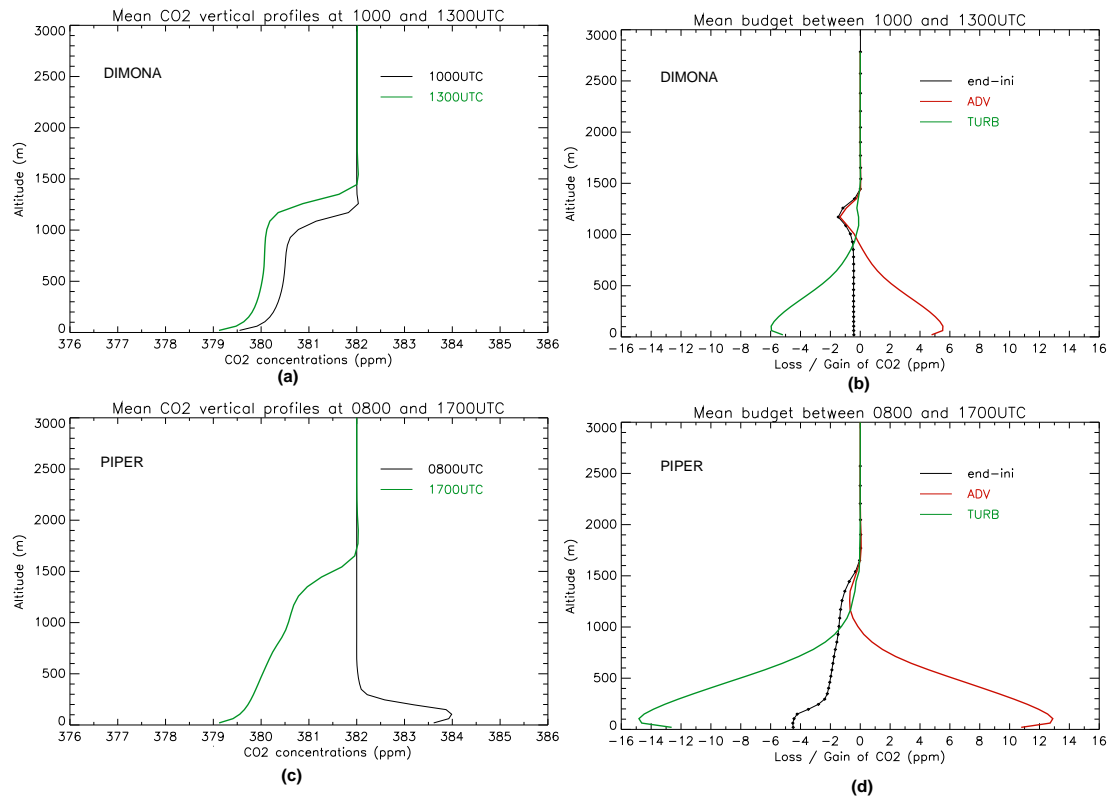 Mean CO2 vertical profiles at 1000 and 1300UTC
3000
2500
2000
1500
1000
500
0
Altitude (m)
DIMONA
1000UTC
1300UTC
376 377 378 379 380 381 382 383 384 385 386
CO2 concentrations (ppm)
(a)
Mean budget between 1000 and 1300UTC
3000
2500
2000
1500
1000
500
0
Altitude (m)
DIMONA
end-ini
ADV
TURB
-16 -14 -12 -10 -8 -6 -4 -2 0 2 4 6 8 10 12 14 16
Loss / Gain of CO2 (ppm)
(b)
Mean CO2 vertical profiles at 0800 and 1700UTC
3000
2500
2000
1500
1000
500
0
Altitude (m)
PIPER
0800UTC
1700UTC
376 377 378 379 380 381 382 383 384 385 386
CO2 concentrations (ppm)
(c)
Mean budget between 0800 and 1700UTC
3000
2500
2000
1500
1000
500
0
Altitude (m)
PIPER
end-ini
ADV
TURB
-16 -14 -12 -10 -8 -6 -4 -2 0 2 4 6 8 10 12 14 16
Loss / Gain of CO2 (ppm)
(d)